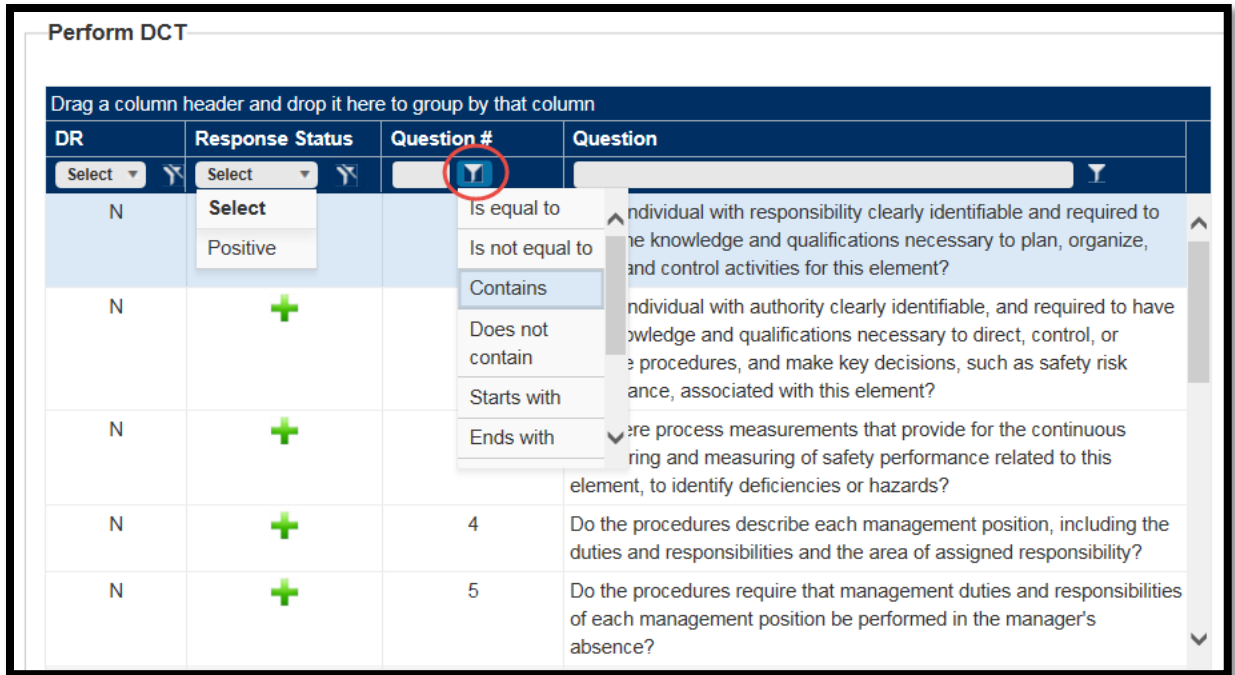 Perform DCT
Drag a column header and drop it here to group by that column
DR Response Status Question # Question
Select Select
N Select Is equal to ndividual with responsibility clearly identifiable and required to
Positive Is not equal to he knowledge and qualifications necessary to plan, organize,
and control activities for this element?
Contains
N ndividual with authority clearly identifiable, and required to have
Does not owledge and qualifications necessary to direct, control, or
contain e procedures, and make key decisions, such as safety risk
Starts with ance, associated with this element?
N Ends with ere process measurements that provide for the continuous
ring and measuring of safety performance related to this
element, to identify deficiencies or hazards?
N 4 Do the procedures describe each management position, including the
duties and responsibilities and the area of assigned responsibility?
N 5 Do the procedures require that management duties and responsibilities
of each management position be performed in the manager's
absence?